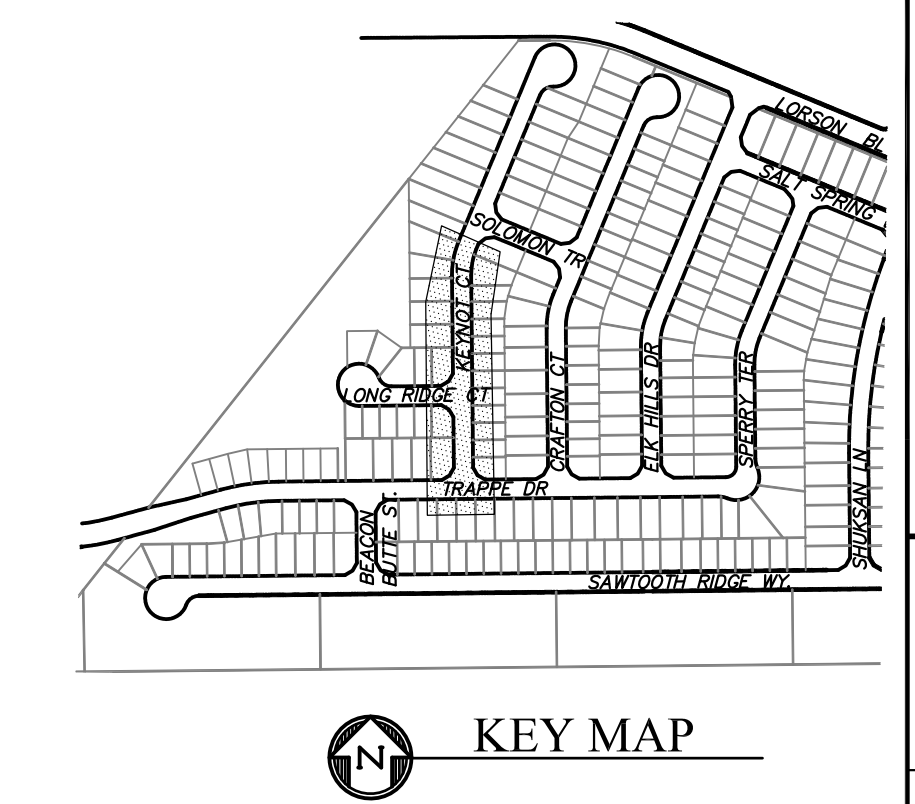 LORSON BL
SALT SPRING
SOLOMON TR
KEYNOT CT
LONG RIDGE CT
CRAFTON CT
ELK HILLS DR
SPERRY TER
SHUKSAN LN
TRAPPE DR
BEACON
BUTTE ST.
SAWTOOTH RIDGE WY.
N
KEY MAP